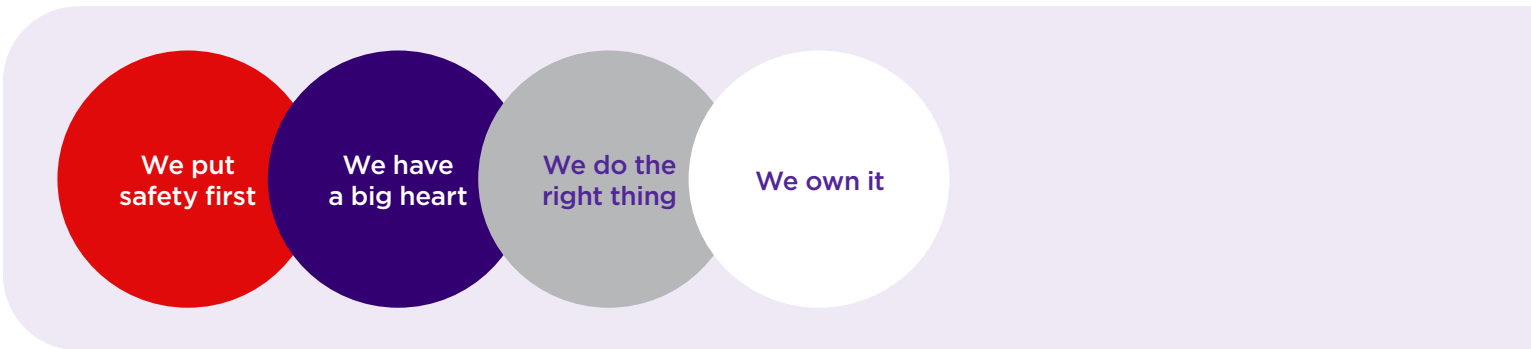 We put
safety first
We have
a big heart
We do the
right thing
We own it